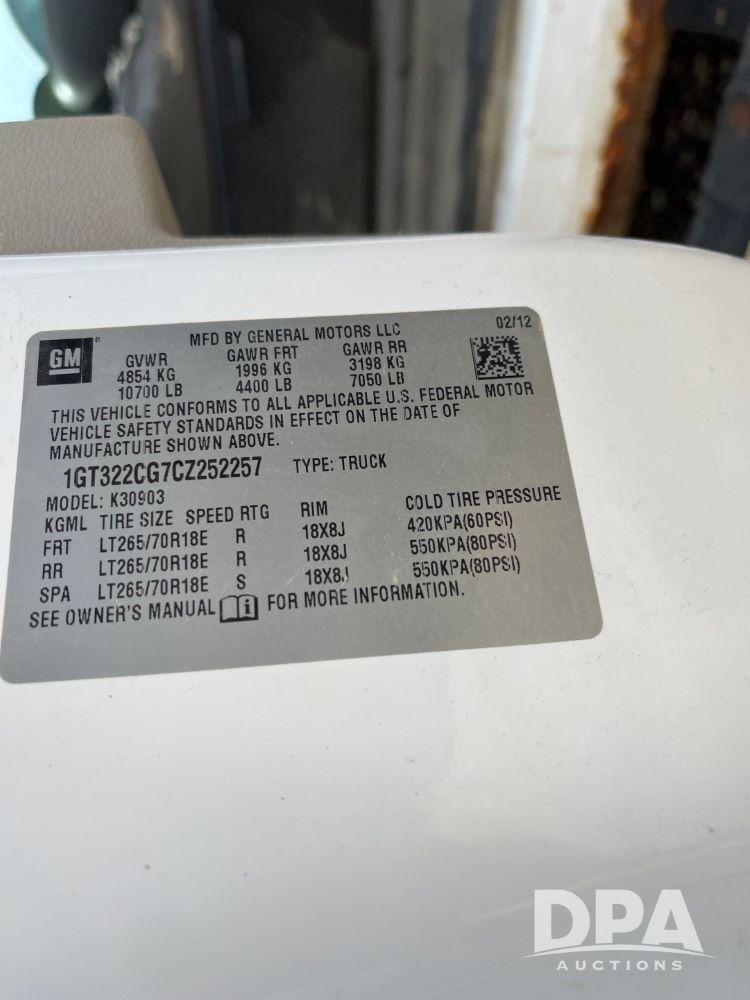 GM
MFD BY GENERAL MOTORS LLC 02/12
GVWR GAWR FRT GAWR RR
4854 KG 1996 KG 3198 KG
10700 LB 4400 LB 7050 LB
THIS VEHICLE CONFORMS TO ALL APPLICABLE U.S. FEDERAL MOTOR
VEHICLE SAFETY STANDARDS IN EFFECT ON THE DATE OF
MANUFACTURE SHOWN ABOVE.
1GT322CG7CZ252257 TYPE: TRUCK
MODEL: K30903
KGML TIRE SIZE SPEED RTG RIM COLD TIRE PRESSURE
FRT LT265/70R18E R 18X8J 420KPA(60PSI)
RR LT265/70R18E R 18X8J 550KPA(80PSI)
SPA LT265/70R18E S 18X8J 550KPA(80PSI)
SEE OWNER'S MANUAL i FOR MORE INFORMATION.
DPA
AUCTIONS